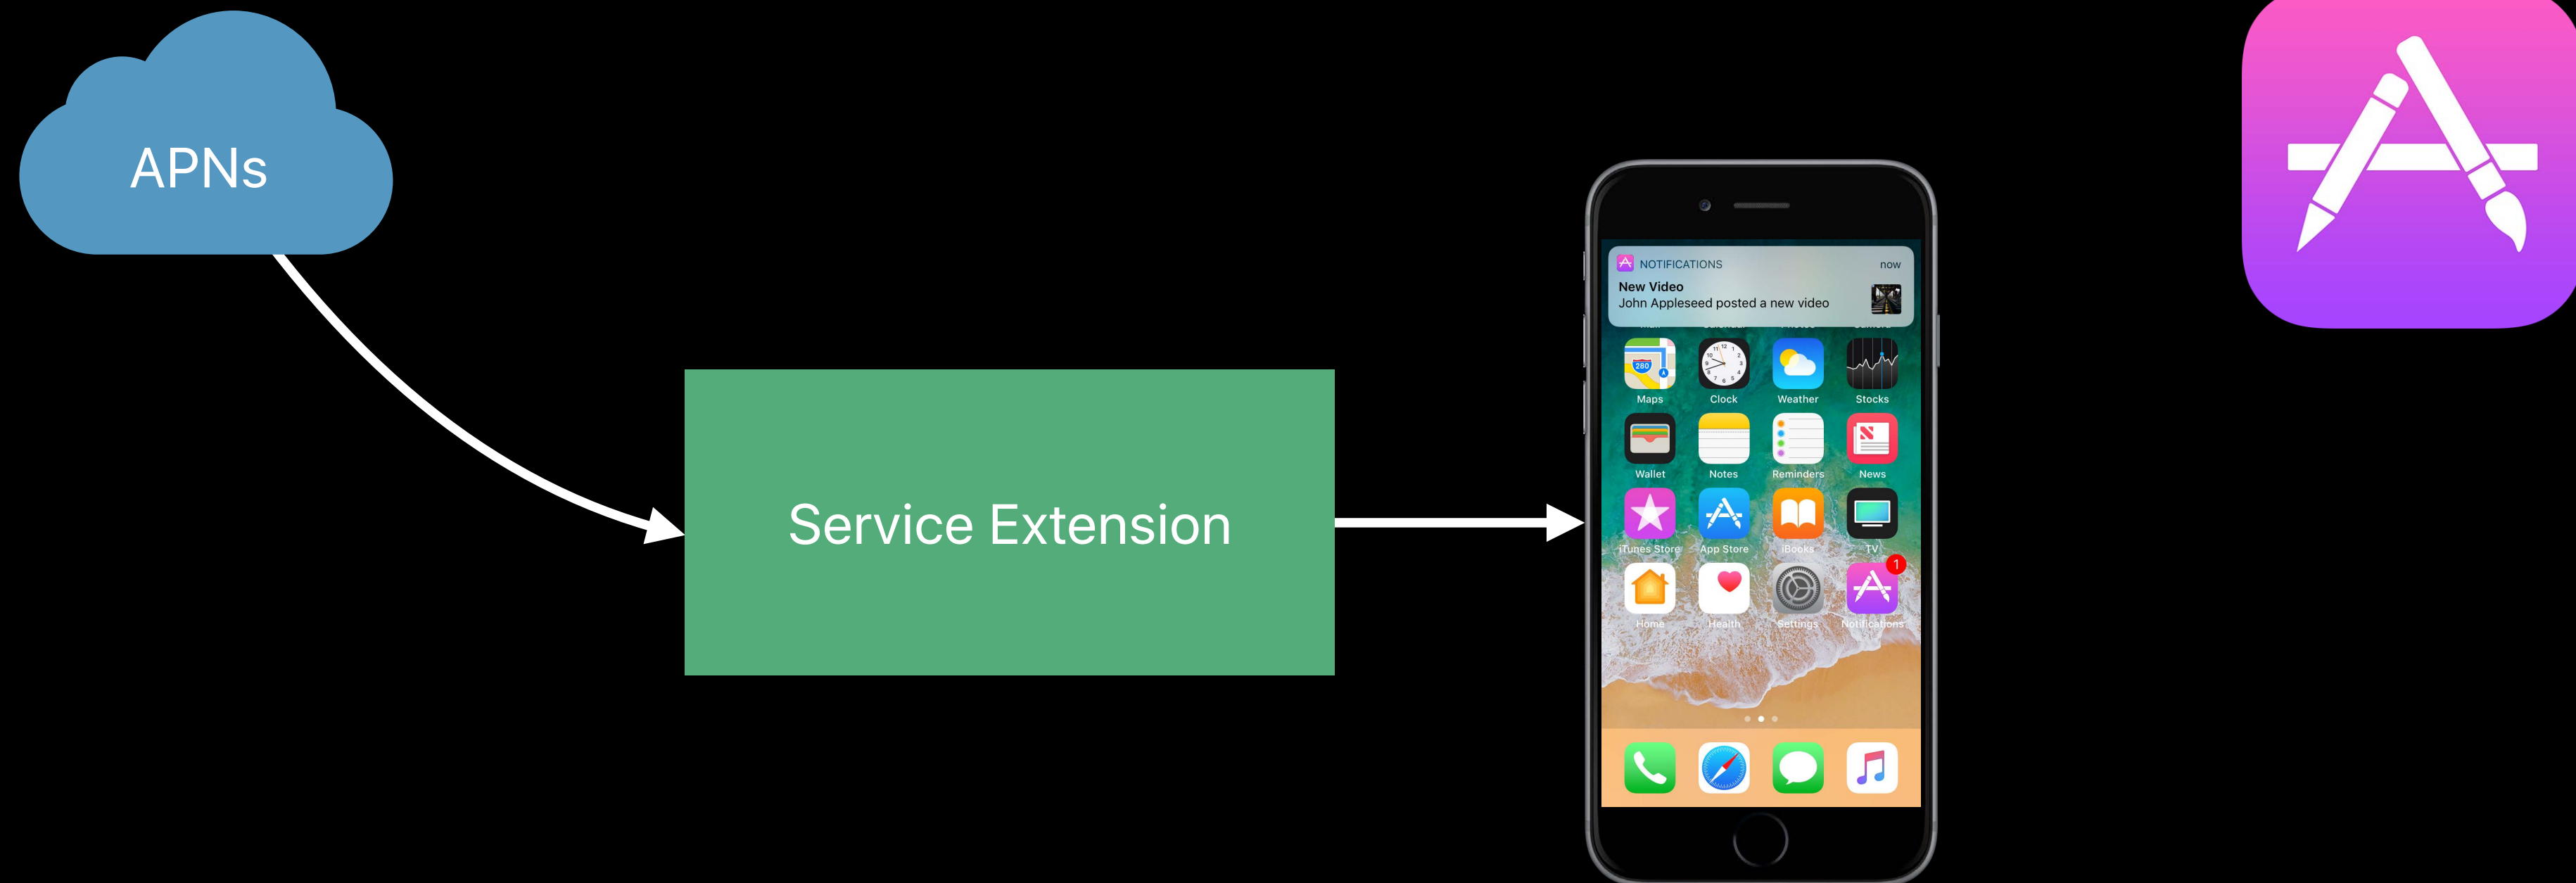 APNs
Service Extension
NOTIFICATIONS now
New Video
John Appleseed posted a new video
280
Maps Clock Weather Stocks
Wallet Notes Reminders News
iTunes Store App Store iBooks TV
1
Home Health Settings Notifications